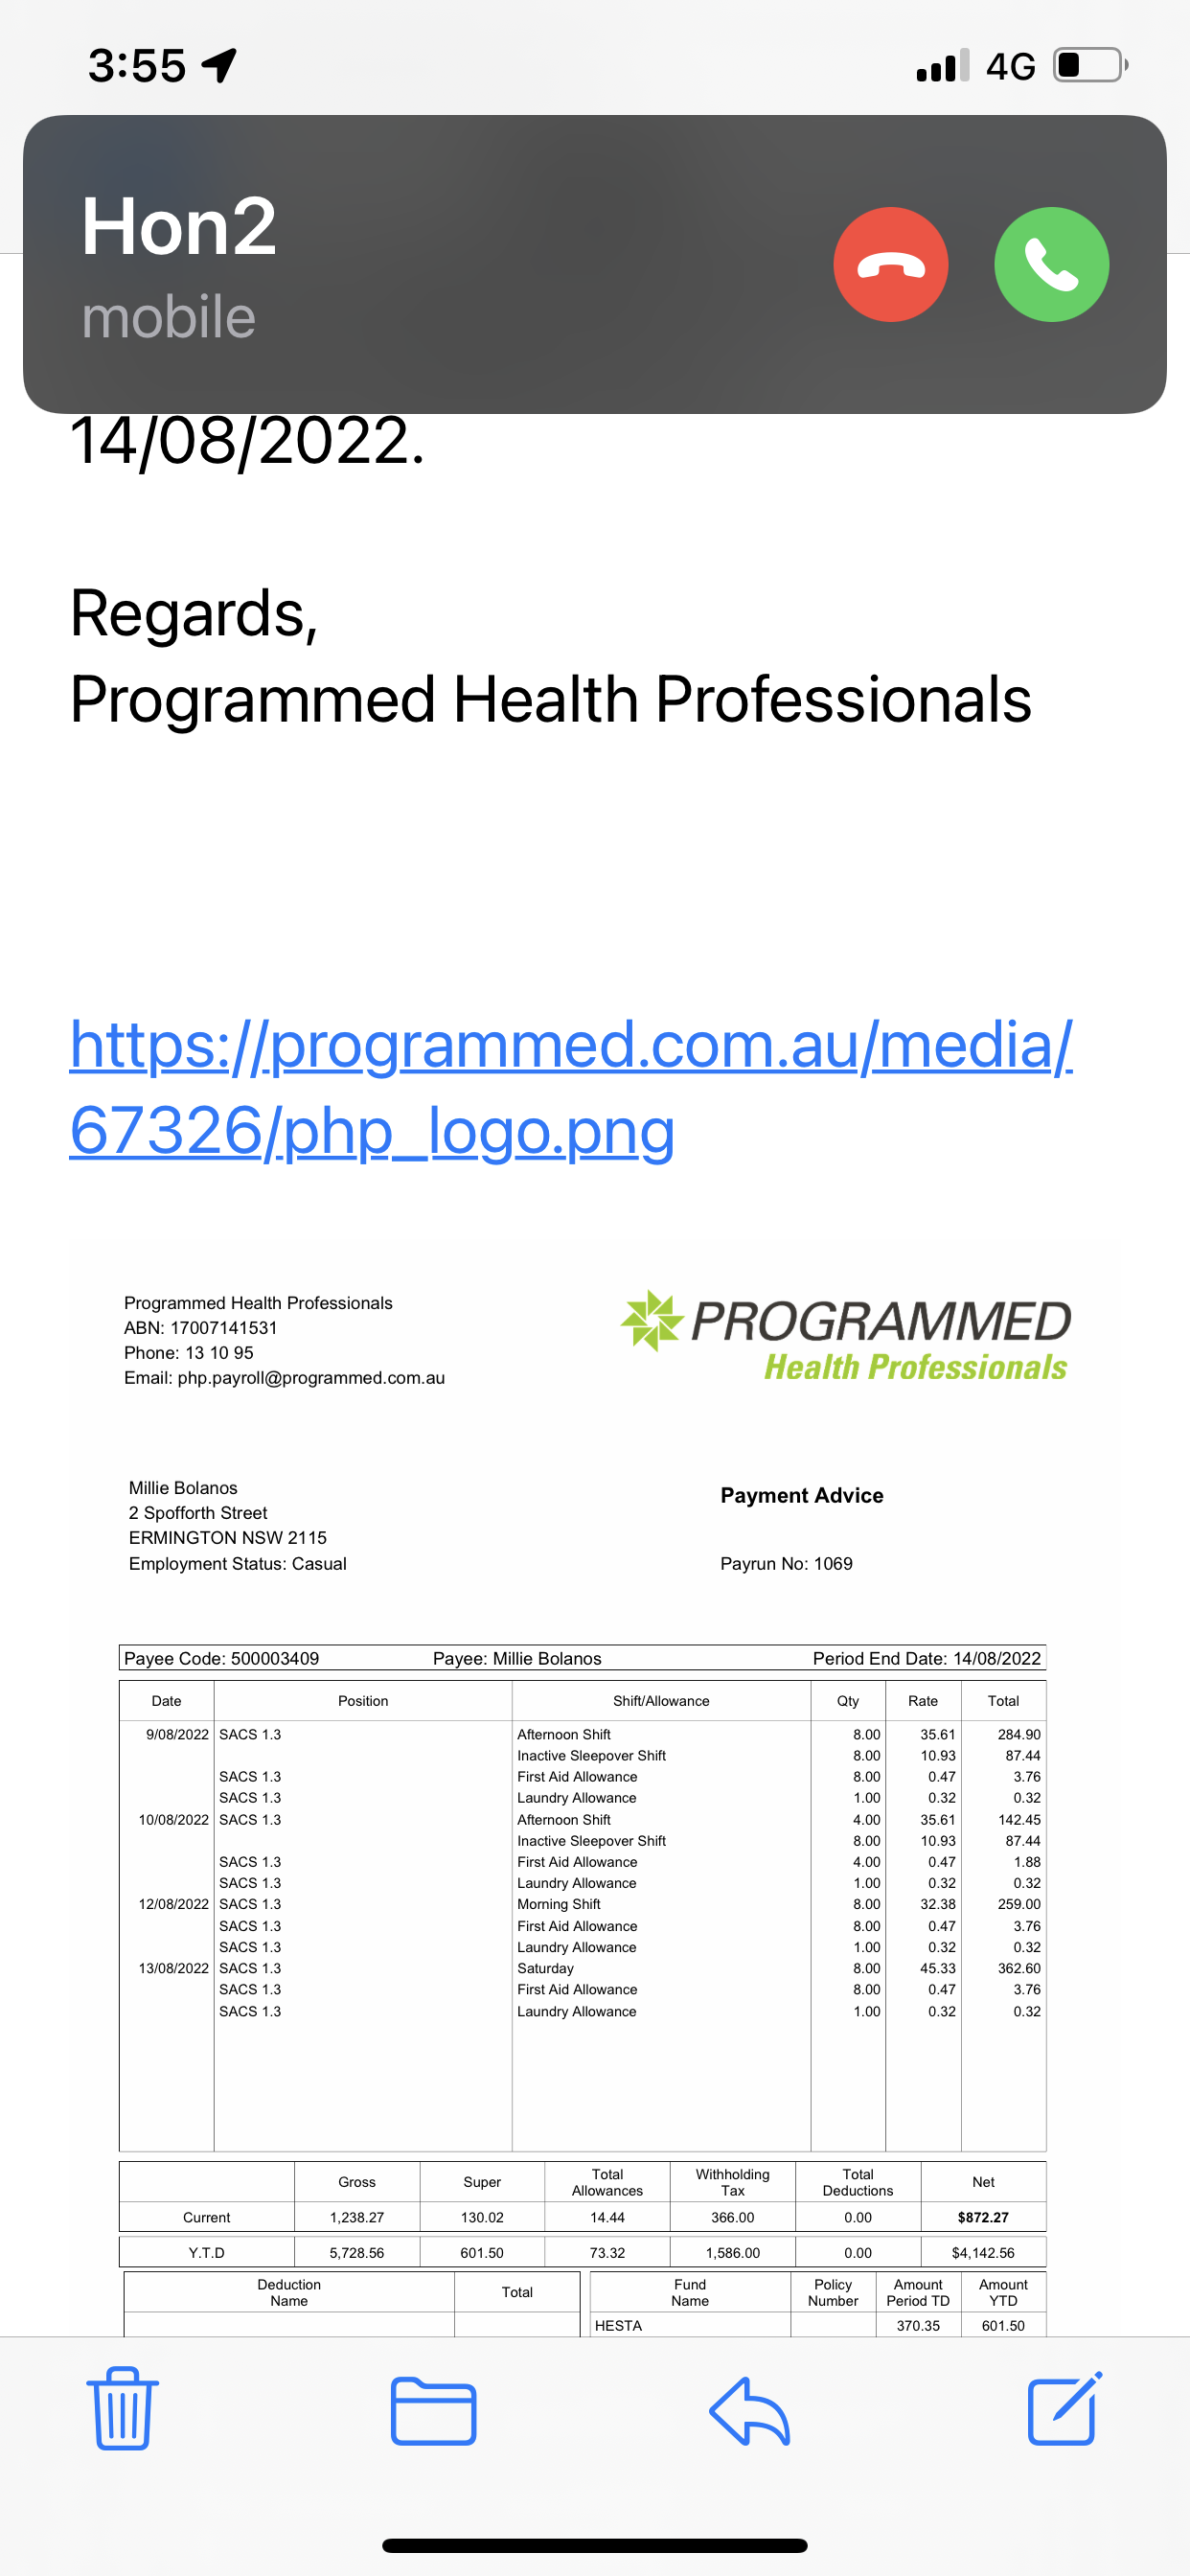 3:55
4G
Hon2
mobile
14/08/2022.
Regards,
Programmed Health Professionals
https://programmed.com.au/media/
67326/php_logo.png
Programmed Health Professionals
ABN: 17007141531
Phone: 13 10 95
Email: php.payroll@programmed.com.au
PROGRAMMED
Health Professionals
Millie Bolanos
2 Spofforth Street
ERMINGTON NSW 2115
Employment Status: Casual
Payment Advice
Payrun No: 1069
Payee Code: 500003409 Payee: Millie Bolanos Period End Date: 14/08/2022
Date Position Shift/Allowance Qty Rate Total
9/08/2022 SACS 1.3 Afternoon Shift 8.00 35.61 284.90
Inactive Sleepover Shift 8.00 10.93 87.44
SACS 1.3 First Aid Allowance 8.00 0.47 3.76
SACS 1.3 Laundry Allowance 1.00 0.32 0.32
10/08/2022 SACS 1.3 Afternoon Shift 4.00 35.61 142.45
Inactive Sleepover Shift 8.00 10.93 87.44
SACS 1.3 First Aid Allowance 4.00 0.47 1.88
SACS 1.3 Laundry Allowance 1.00 0.32 0.32
12/08/2022 SACS 1.3 Morning Shift 8.00 32.38 259.00
SACS 1.3 First Aid Allowance 8.00 0.47 3.76
SACS 1.3 Laundry Allowance 1.00 0.32 0.32
13/08/2022 SACS 1.3 Saturday 8.00 45.33 362.60
SACS 1.3 First Aid Allowance 8.00 0.47 3.76
SACS 1.3 Laundry Allowance 1.00 0.32 0.32
Gross Super Total Allowances Withholding Tax Total Deductions Net
Current 1,238.27 130.02 14.44 366.00 0.00 $872.27
Y.T.D 5,728.56 601.50 73.32 1,586.00 0.00 $4,142.56
Deduction Name Total Fund Name Policy Number Amount Period TD Amount YTD
HESTA 370.35 601.50